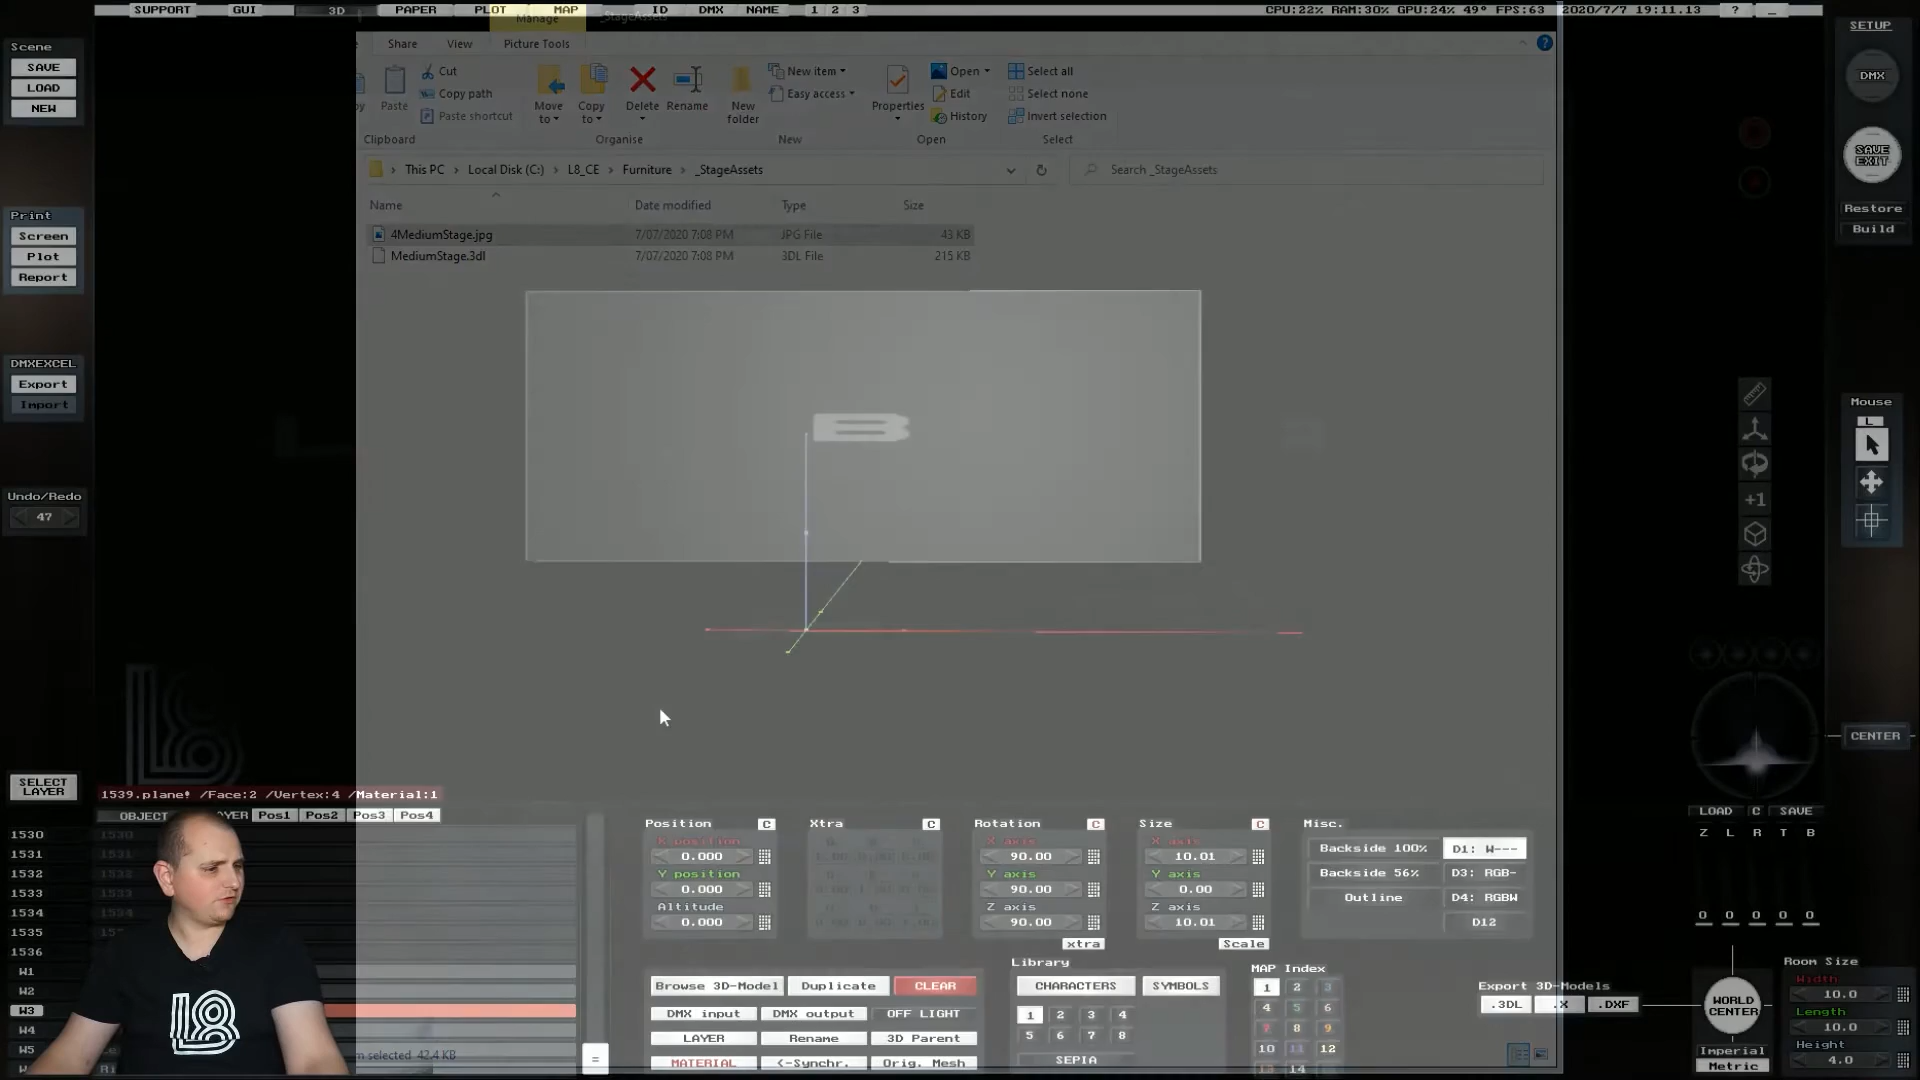 SUPPORT GUI 3D PAPER PLOT MAP ID DMX NAME 1 2 3 CPU:22% RAM:30% GPU:24% 49° FPS:63 2020/7/7 19:11.13 ? _
Manage _StageAssets
Share View Picture Tools
Scene
SAVE
LOAD
NEW
Paste
Cut
Copy path
Paste shortcut
Move to
Copy to
Delete
Rename
New folder
New item
Easy access
Properties
Open
Edit
History
Select all
Select none
Invert selection
Clipboard Organise New Open Select
This PC > Local Disk (C:) > L8_CE > Furniture > _StageAssets
Search _StageAssets
Name Date modified Type Size
4MediumStage.jpg 7/07/2020 7:08 PM JPG File 43 KB
MediumStage.3dl 7/07/2020 7:08 PM 3DL File 215 KB
Print
Screen
Plot
Report
DMXEXCEL
Export
Import
Undo/Redo
47
B
SETUP
DMX
SAVE
EXIT
Restore
Build
Mouse
L
+1
CENTER
LOAD C SAVE
Z L R T B
0 0 0 0 0
SELECT
LAYER
1539.plane! /Face:2 /Vertex:4 /Material:1
OBJECT Pos1 Pos2 Pos3 Pos4
1530
1531
1532
1533
1534
1535
1536
W1
W2
W3
W4
W5
L8
selected 42.4 KB
=
Position C
X position
0.000
Y position
0.000
Altitude
0.000
Xtra C
Rotation C
X axis
90.00
Y axis
90.00
Z axis
90.00
xtra
Size C
X axis
10.01
Y axis
0.00
Z axis
10.01
Scale
Misc.
Backside 100% D1: W---
Backside 56% D3: RGB-
Outline D4: RGBW
D12
Browse 3D-Model Duplicate CLEAR
DMX input DMX output OFF LIGHT
LAYER Rename 3D Parent
MATERIAL <-Synchr. Orig. Mesh
Library
CHARACTERS SYMBOLS
1 2 3 4
5 6 7 8
SEPIA
MAP Index
1 2 3
4 5 6
7 8 9
10 11 12
13 14
Export 3D-Models
.3DL .X .DXF
WORLD
CENTER
Imperial
Metric
Room Size
Width
10.0
Length
10.0
Height
4.0